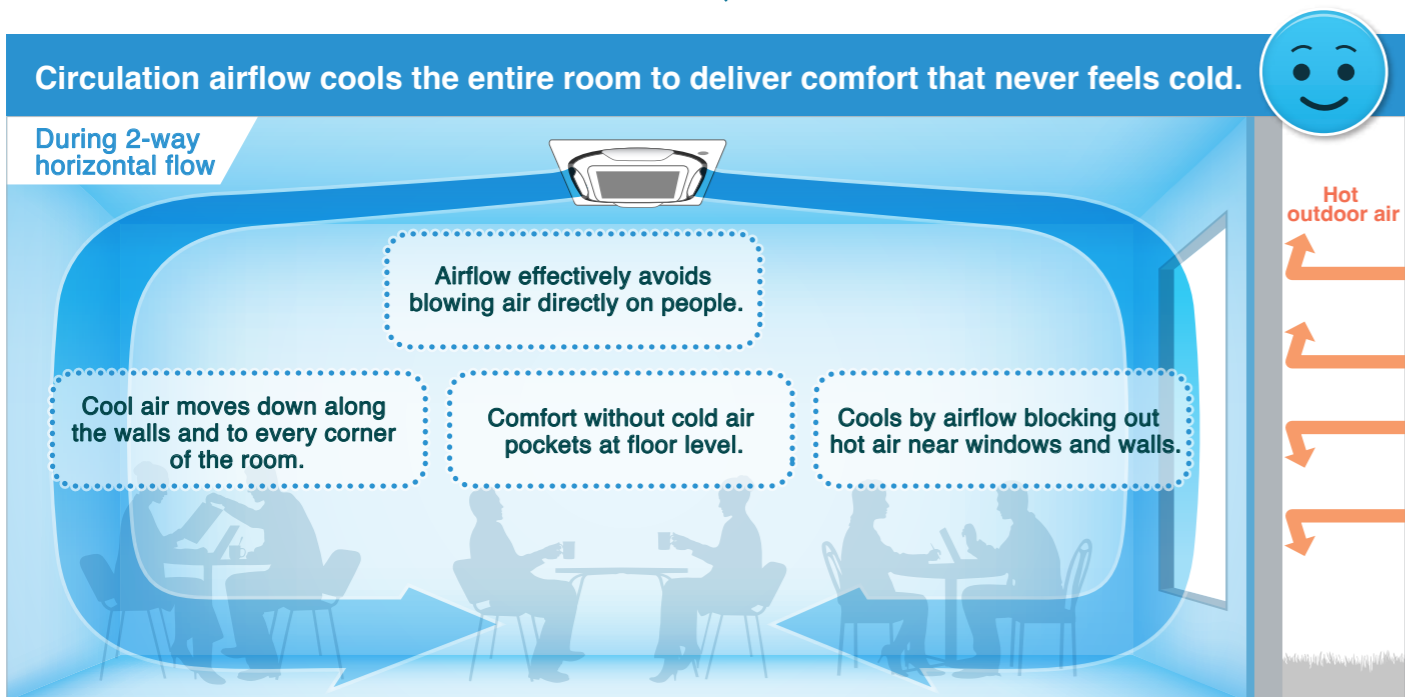 Circulation airflow cools the entire room to deliver comfort that never feels cold.
During 2-way
horizontal flow
Hot
outdoor air
Airflow effectively avoids
blowing air directly on people.
Cool air moves down along
the walls and to every corner
of the room.
Comfort without cold air
pockets at floor level.
Cools by airflow blocking out
hot air near windows and walls.